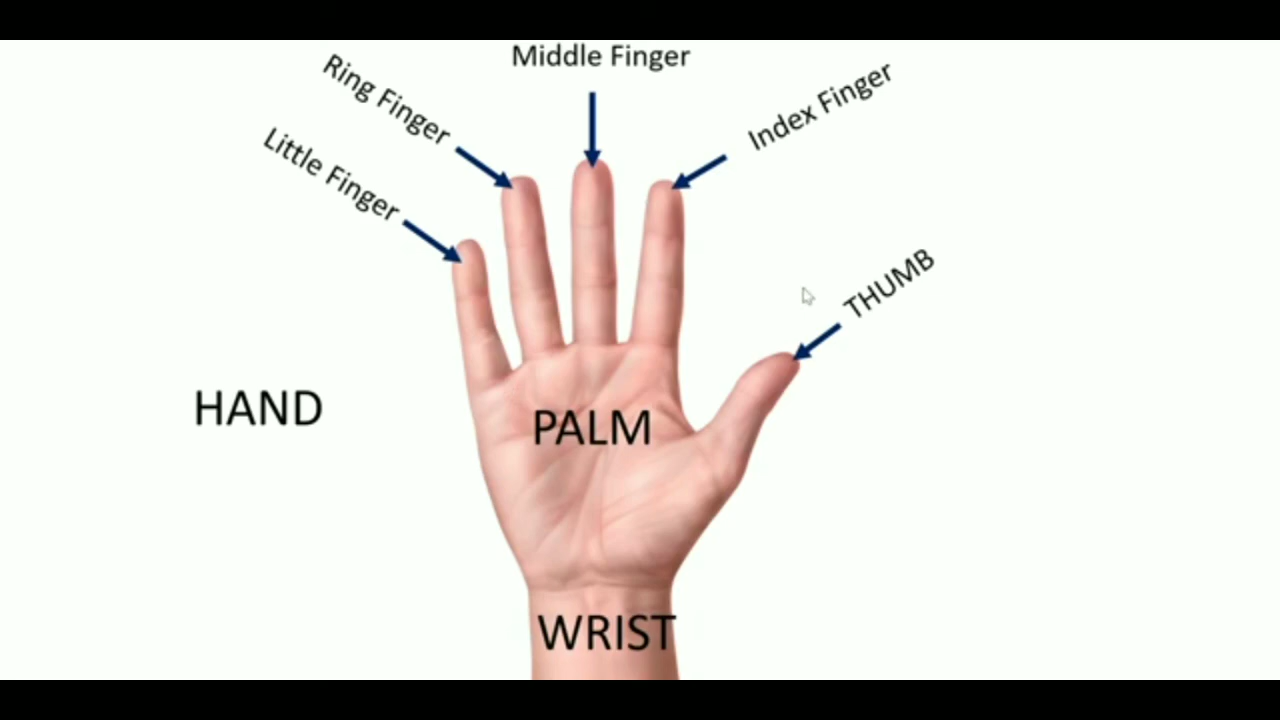 Middle Finger
Ring Finger
Index Finger
Little Finger
THUMB
HAND
PALM
WRIST